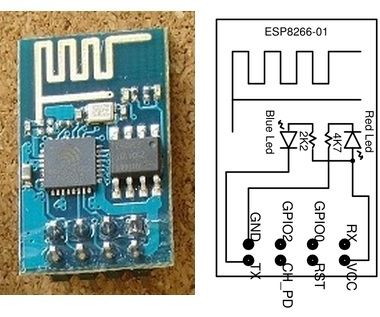 ESP8266-01
Blue Led
2K2
4K7
Red Led
GND
GPIO2
GPIO0
RX
TX
CH_PD
RST
VCC